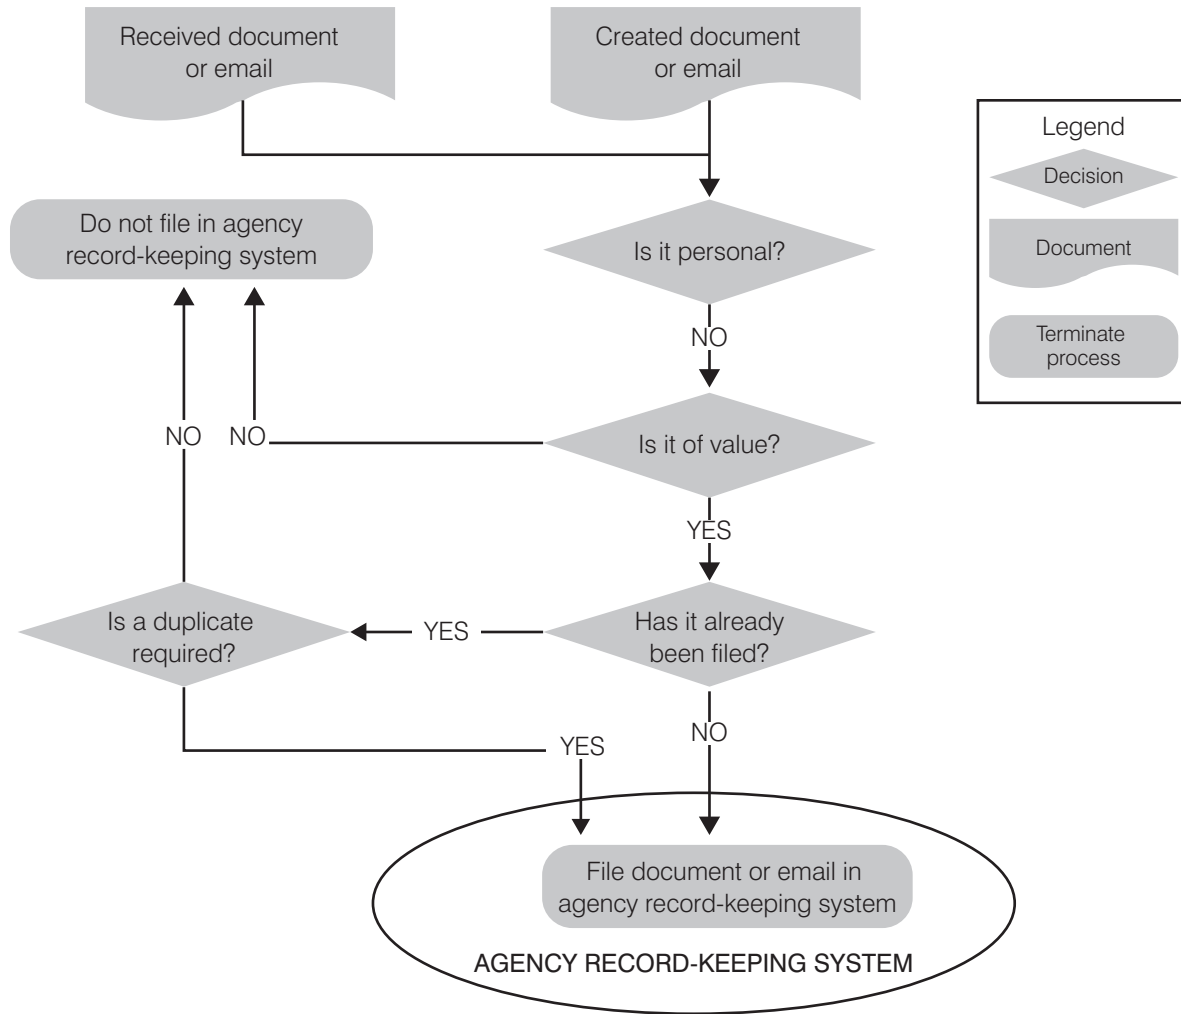 Received document
or email
Created document
or email
Legend
Decision
Document
Terminate
process
Do not file in agency
record-keeping system
Is it personal?
NO
NO
NO
Is it of value?
YES
Is a duplicate
required?
YES
Has it already
been filed?
NO
YES
File document or email in
agency record-keeping system
AGENCY RECORD-KEEPING SYSTEM